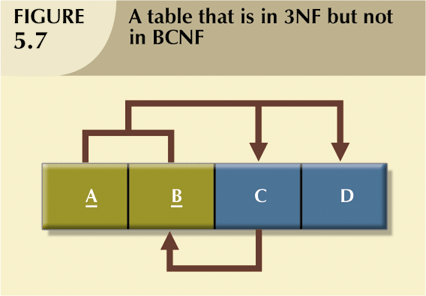 FIGURE
5.7
A table that is in 3NF but not
in BCNF
A B C D